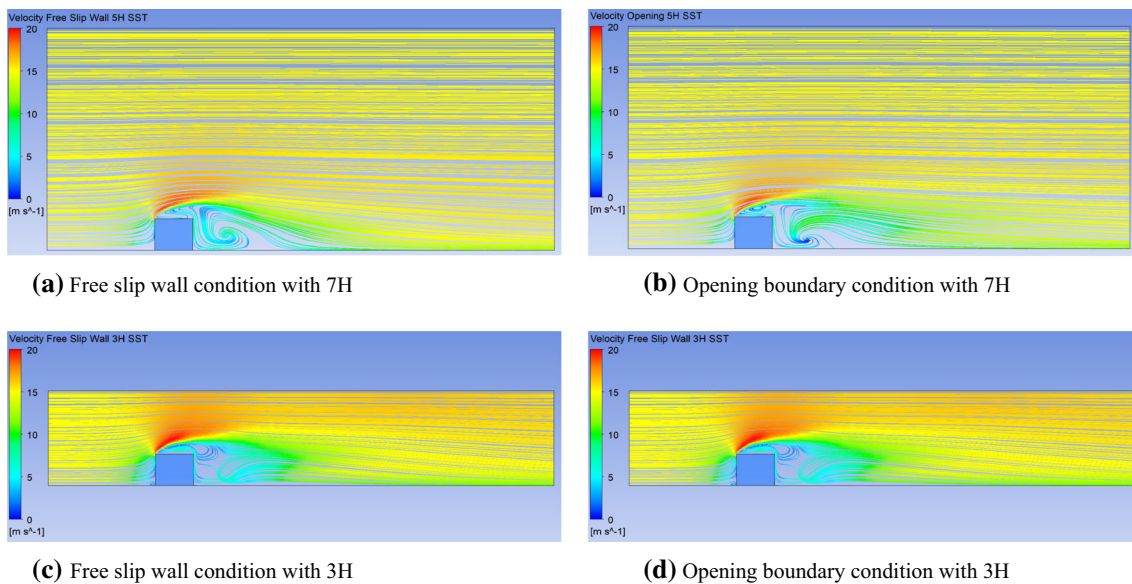 Velocity Free Slip Wall 5H SST
20
15
10
5
0
[m s^-1]
(a) Free slip wall condition with 7H
Velocity Opening 5H SST
20
15
10
5
0
[m s^-1]
(b) Opening boundary condition with 7H
Velocity Free Slip Wall 3H SST
20
15
10
5
0
[m s^-1]
(c) Free slip wall condition with 3H
Velocity Free Slip Wall 3H SST
20
15
10
5
0
[m s^-1]
(d) Opening boundary condition with 3H